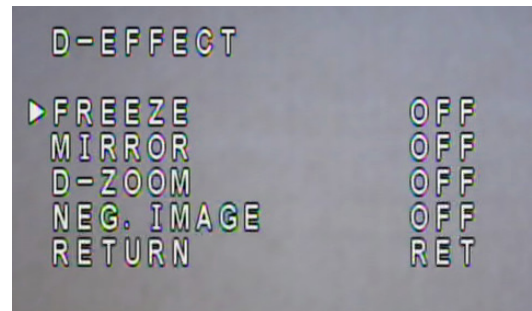 D-EFFECT
FREEZE OFF
MIRROR OFF
D-ZOOM OFF
NEG. IMAGE OFF
RETURN RET